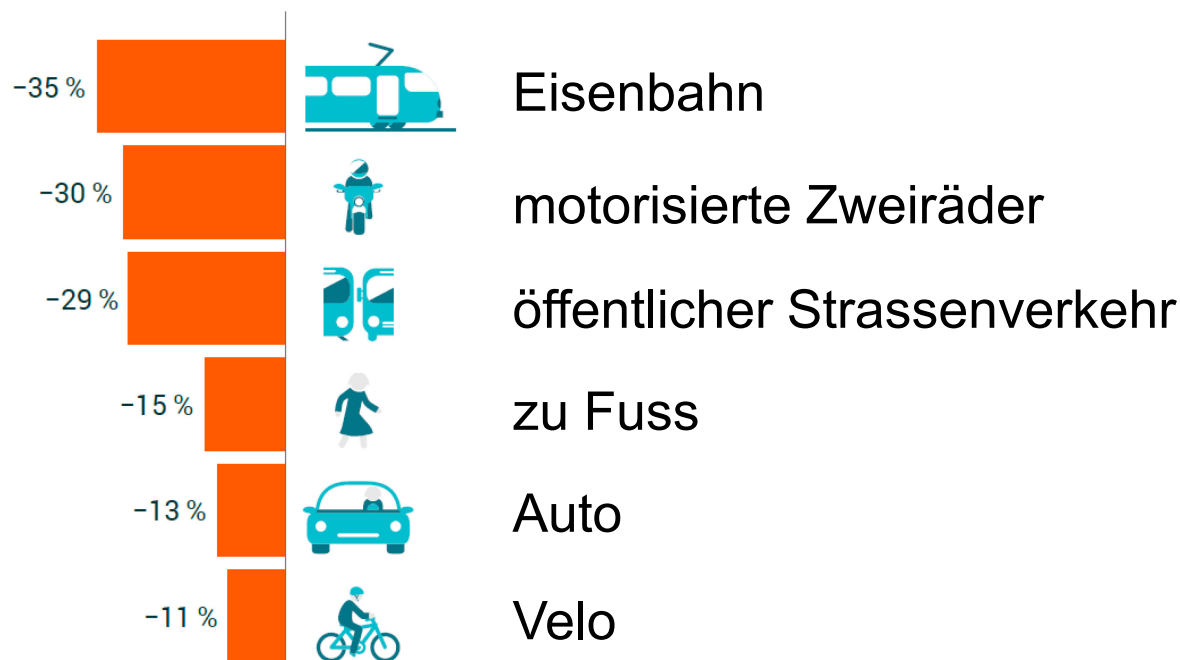 −35 % Eisenbahn
−30 % motorisierte Zweiräder
−29 % öffentlicher Strassenverkehr
−15 % zu Fuss
−13 % Auto
−11 % Velo